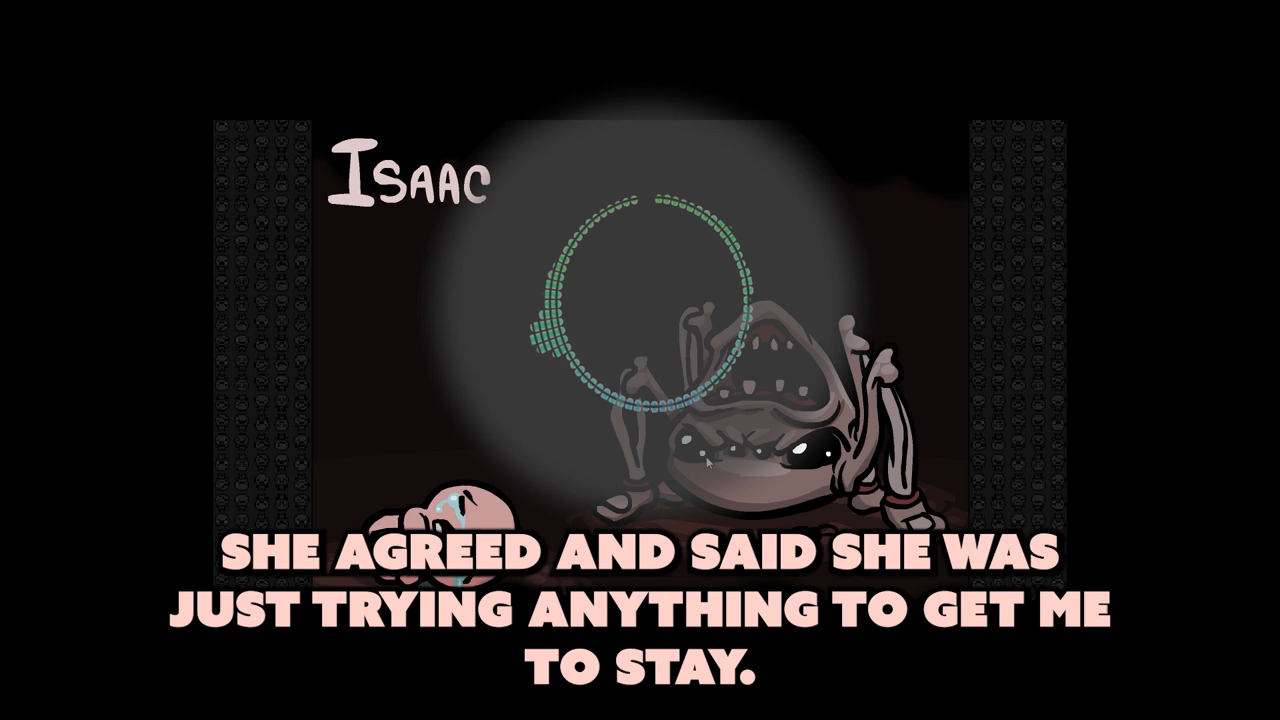 ISAAC
SHE AGREED AND SAID SHE WAS
JUST TRYING ANYTHING TO GET ME
TO STAY.